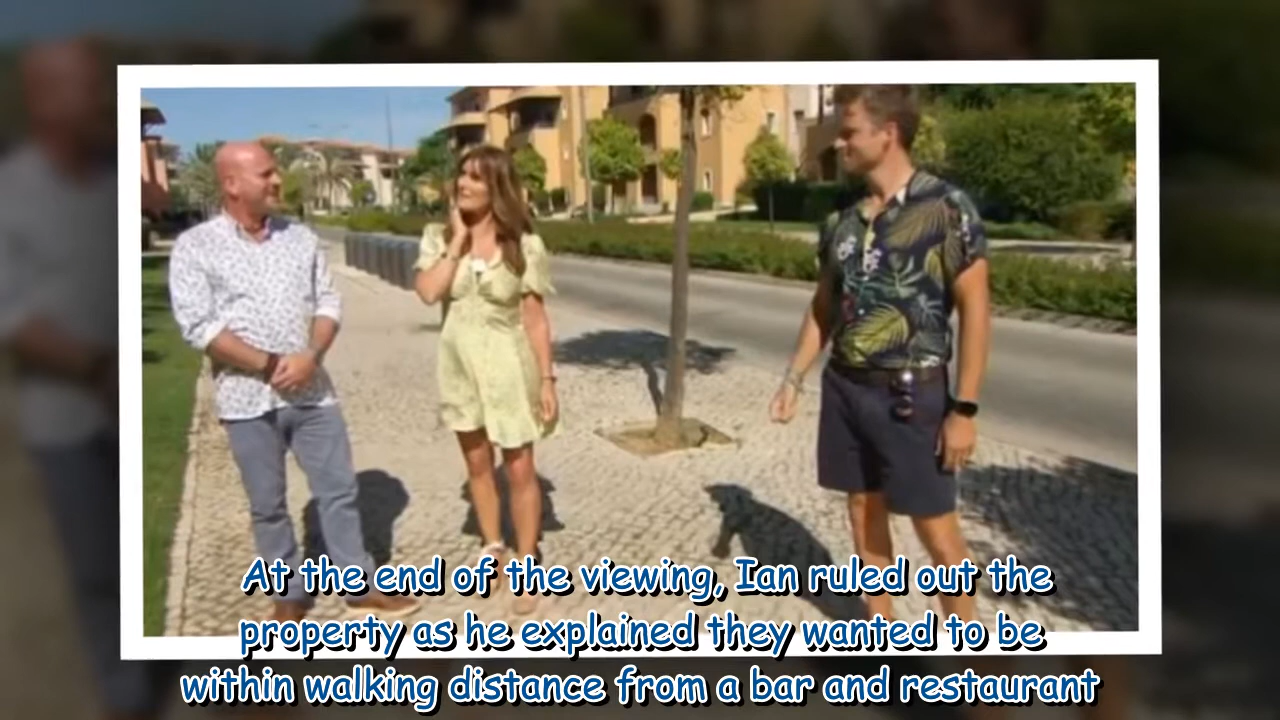 At the end of the viewing, Ian ruled out the
property as he explained they wanted to be
within walking distance from a bar and restaurant